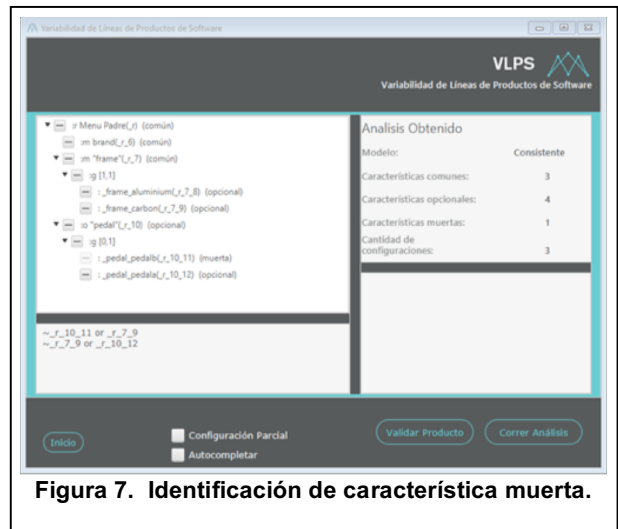 Variabilidad de Líneas de Productos de Software
VLPS
Variabilidad de Líneas de Productos de Software
:r Menu Padre(_r) (común)
:m brand(_r_6) (común)
:m "frame"(_r_7) (común)
:g [1,1]
: _frame_aluminium(_r_7_8) (opcional)
: _frame_carbon(_r_7_9) (opcional)
:o "pedal"(_r_10) (opcional)
:g [0,1]
: _pedal_pedalb(_r_10_11) (muerta)
: _pedal_pedala(_r_10_12) (opcional)
~_r_10_11 or _r_7_9
~_r_7_9 or _r_10_12
Analisis Obtenido
Modelo: Consistente
Características comunes: 3
Características opcionales: 4
Características muertas: 1
Cantidad de
configuraciones: 3
Inicio
Configuración Parcial
Autocompletar
Validar Producto
Correr Análisis
Figura 7. Identificación de característica muerta.